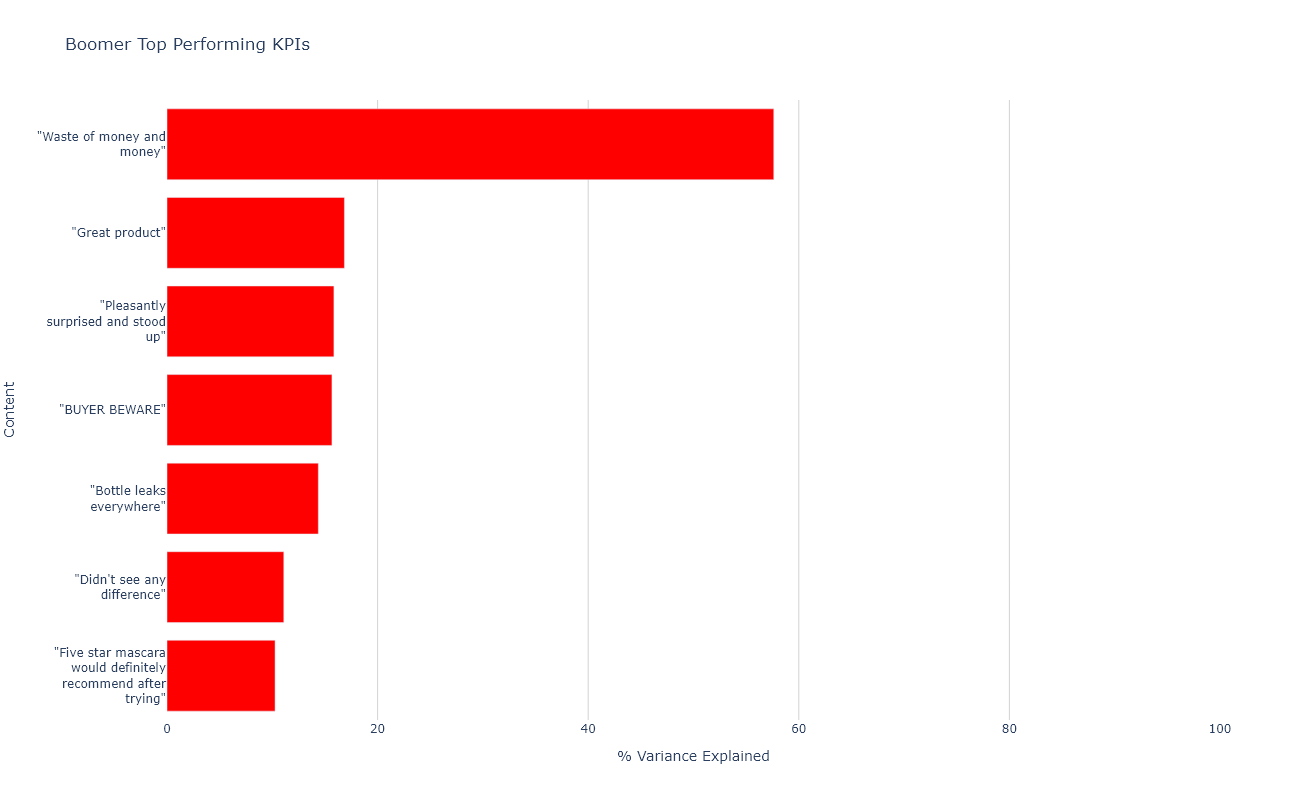 Boomer Top Performing KPIs
"Waste of money and
money"
"Great product"
"Pleasantly
surprised and stood
up"
"BUYER BEWARE"
"Bottle leaks
everywhere"
"Didn't see any
difference"
"Five star mascara
would definitely
recommend after
trying"
Content
0 20 40 60 80 100
% Variance Explained